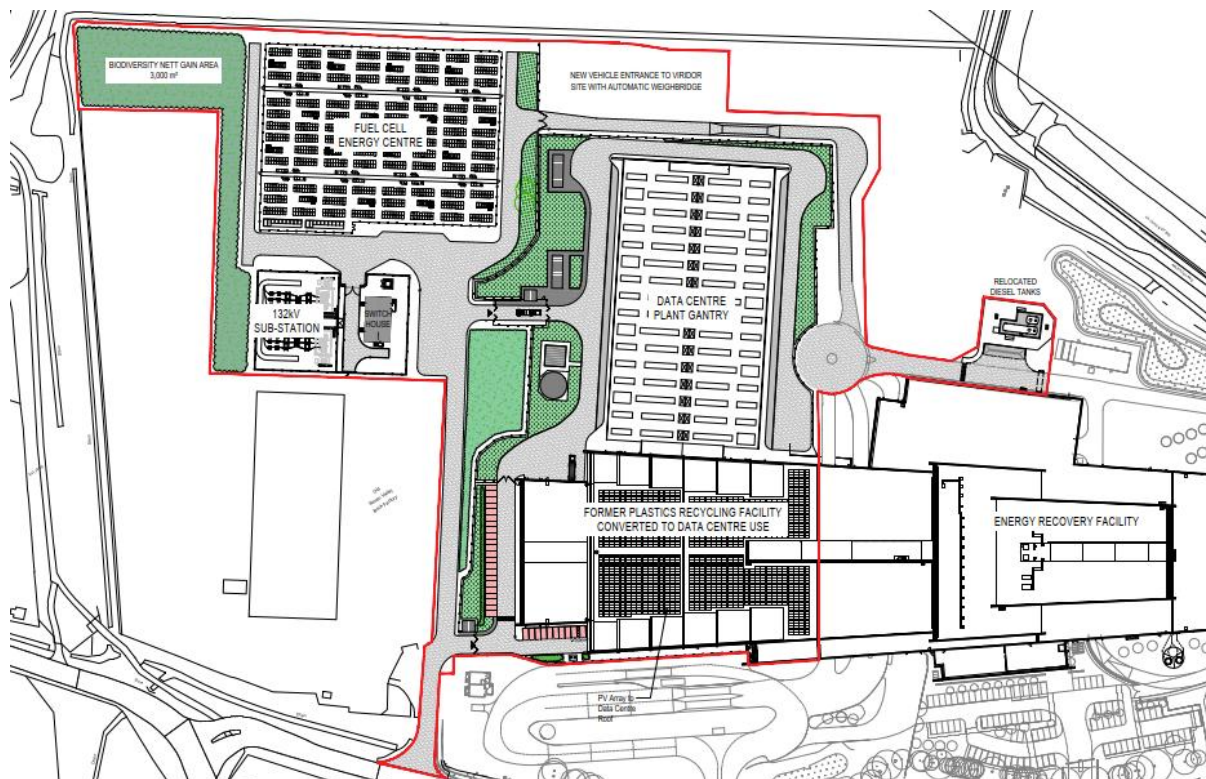 BIODIVERSITY NETT GAIN AREA
3,000 m²
NEW VEHICLE ENTRANCE TO VIRIDOR
SITE WITH AUTOMATIC WEIGHBRIDGE
FUEL CELL
ENERGY CENTRE
RELOCATED
DIESEL TANKS
132kV
SUB-STATION
SWITCH
HOUSE
DATA CENTRE
PLANT GANTRY
FORMER PLASTICS RECYCLING FACILITY
CONVERTED TO DATA CENTRE USE
ENERGY RECOVERY FACILITY
PV Array to
Data Centre
Roof